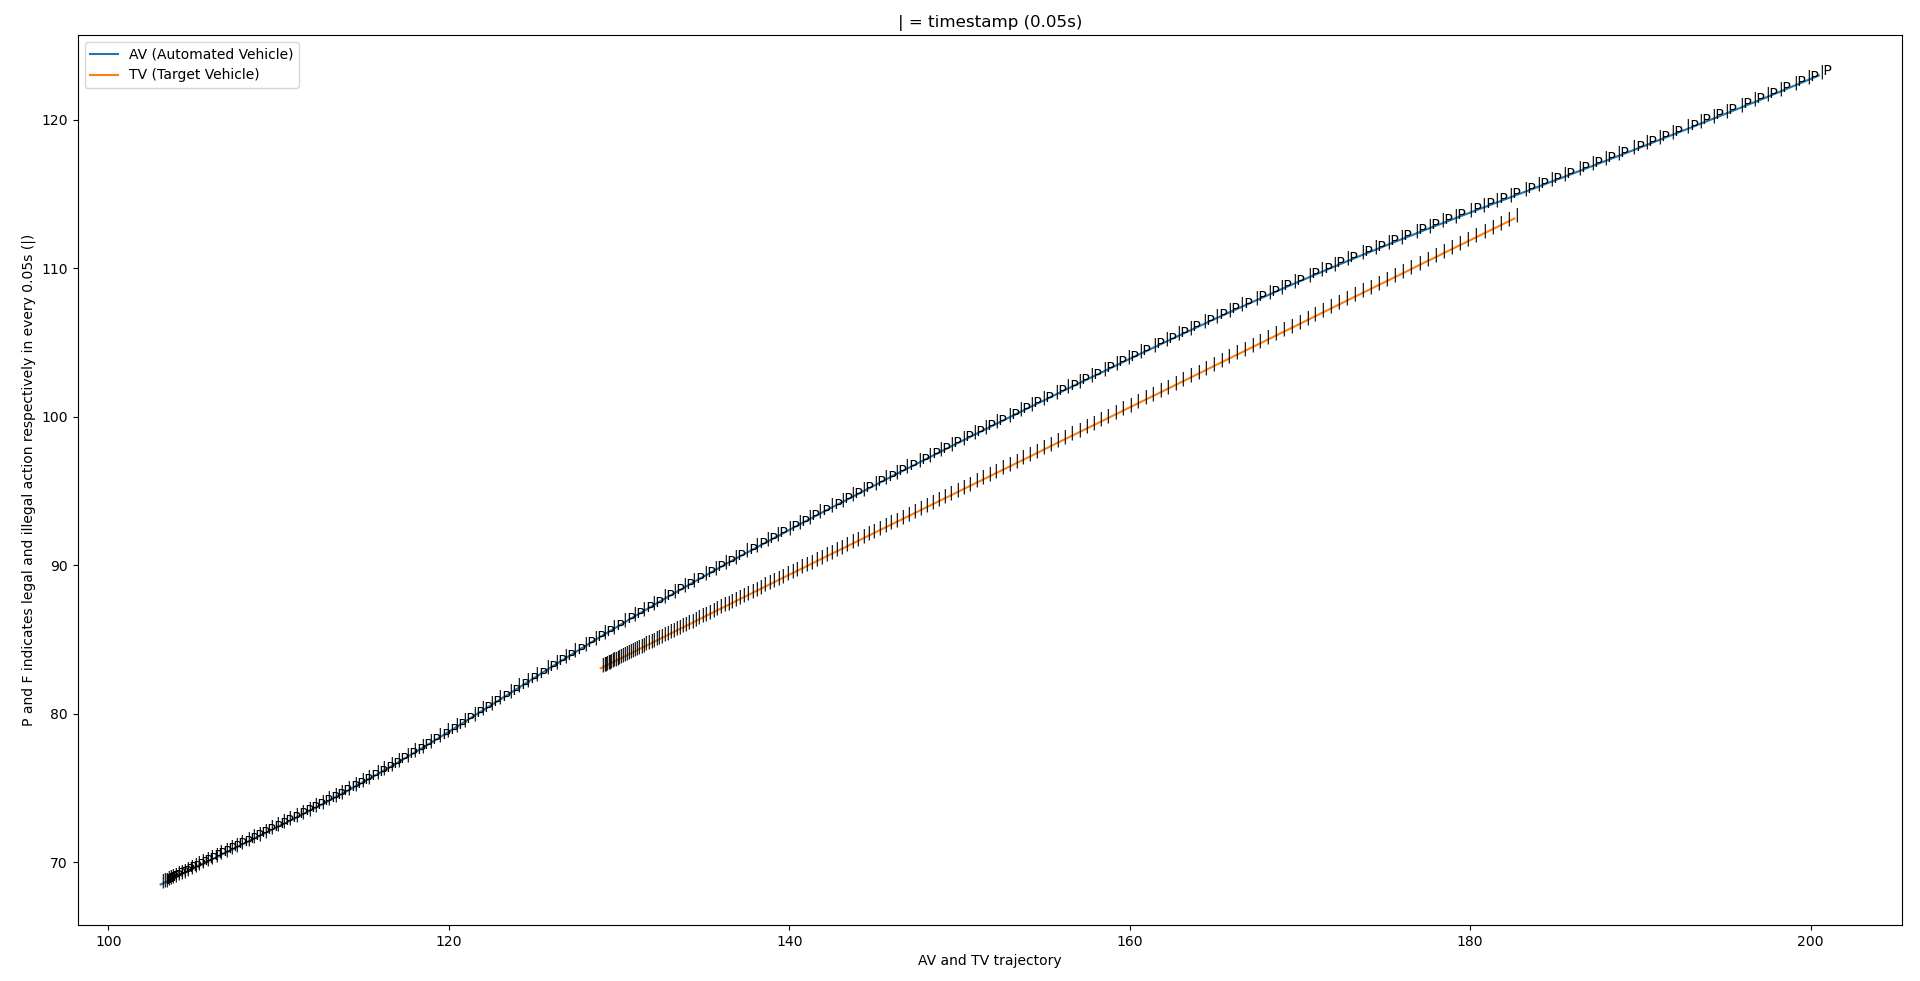 | = timestamp (0.05s)
AV (Automated Vehicle)
TV (Target Vehicle)
P and F indicates legal and illegal action respectively in every 0.05s (|)
120
110
100
90
80
70
100
120
140
160
180
200
AV and TV trajectory